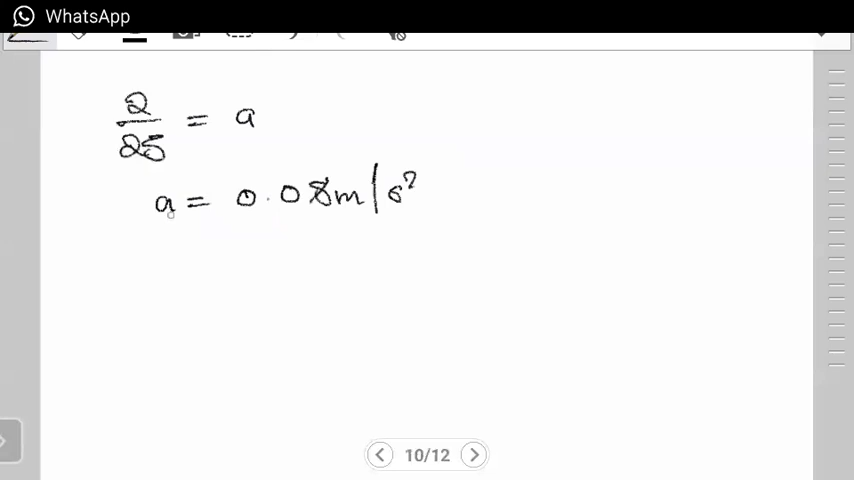 WhatsApp
2/25 = a
a = 0.08m/s²
10/12